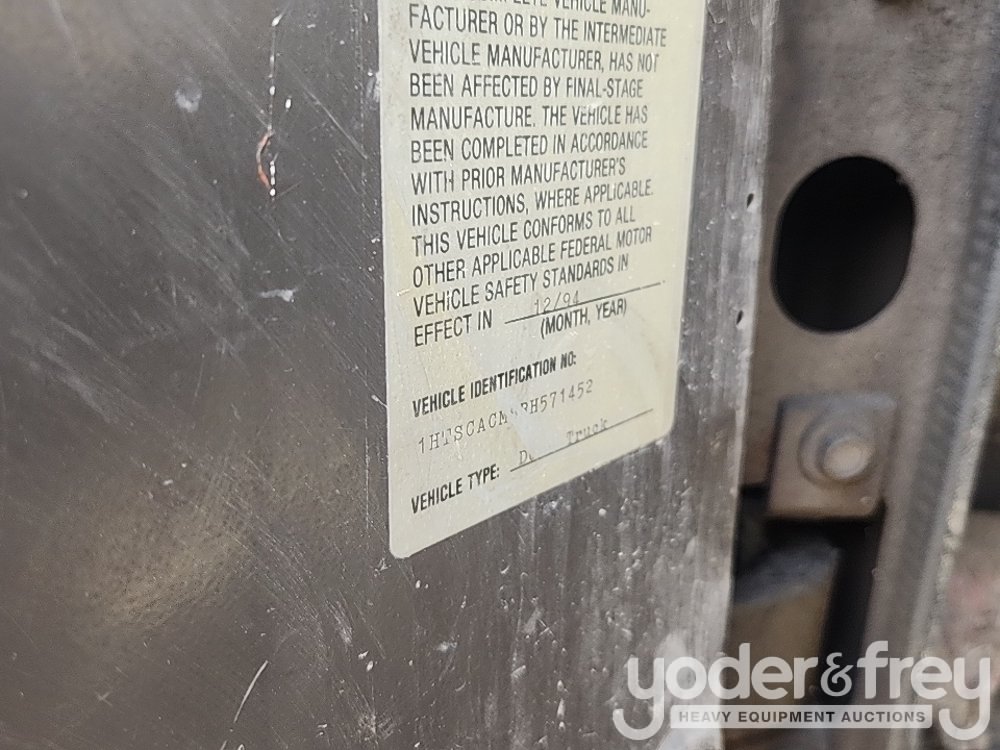 VEHICLE MANU-
FACTURER OR BY THE INTERMEDIATE
VEHICLE MANUFACTURER, HAS NOT
BEEN AFFECTED BY FINAL-STAGE
MANUFACTURE. THE VEHICLE HAS
BEEN COMPLETED IN ACCORDANCE
WITH PRIOR MANUFACTURER'S
INSTRUCTIONS, WHERE APPLICABLE.
THIS VEHICLE CONFORMS TO ALL
OTHER APPLICABLE FEDERAL MOTOR
VEHICLE SAFETY STANDARDS IN
EFFECT IN 12/94
(MONTH, YEAR)
VEHICLE IDENTIFICATION NO:
VEHICLE TYPE: Truck
yoder&frey
HEAVY EQUIPMENT AUCTIONS